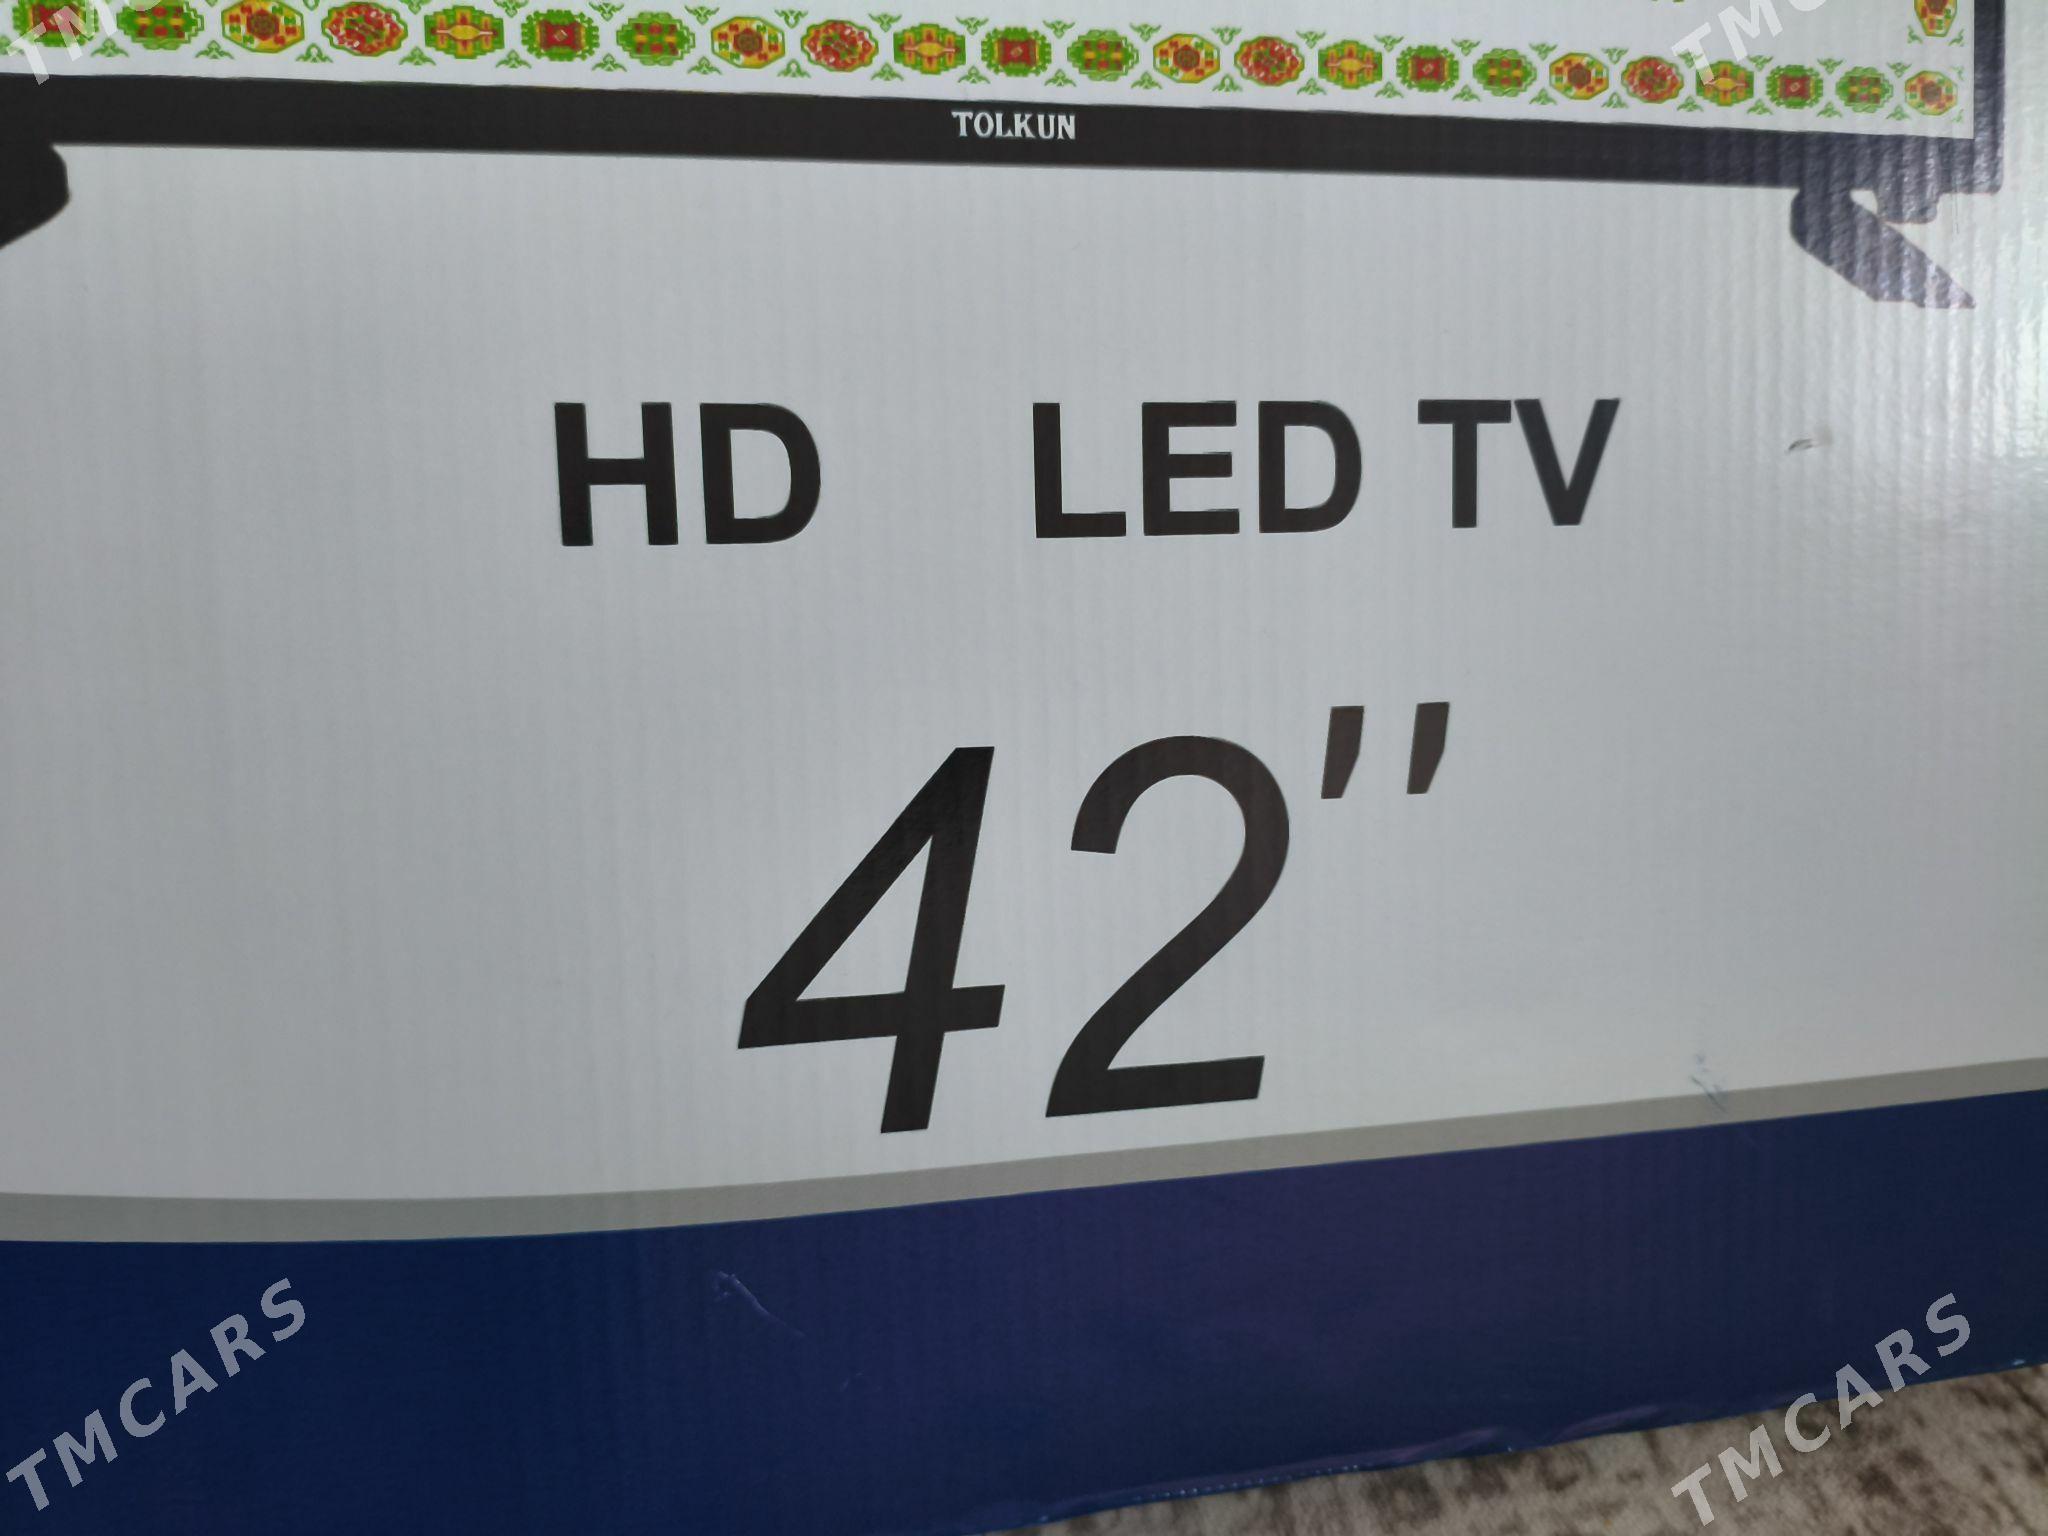 TOLKUN
HD LED TV
42"
TMCARS
TMCARS